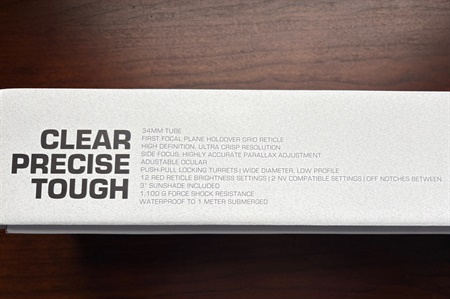 CLEAR
PRECISE
TOUGH
34MM TUBE
FIRST FOCAL PLANE HOLDOVER GRID RETICLE
HIGH DEFINITION, ULTRA CRISP RESOLUTION
SIDE FOCUS, HIGHLY ACCURATE PARALLAX ADJUSTMENT
ADJUSTABLE OCULAR
PUSH-PULL LOCKING TURRETS | WIDE DIAMETER, LOW PROFILE
12 RED RETICLE BRIGHTNESS SETTINGS | 2 NV COMPATIBLE SETTINGS | OFF NOTCHES BETWEEN
3" SUNSHADE INCLUDED
1,100 G FORCE SHOCK RESISTANCE
WATERPROOF TO 1 METER SUBMERGED